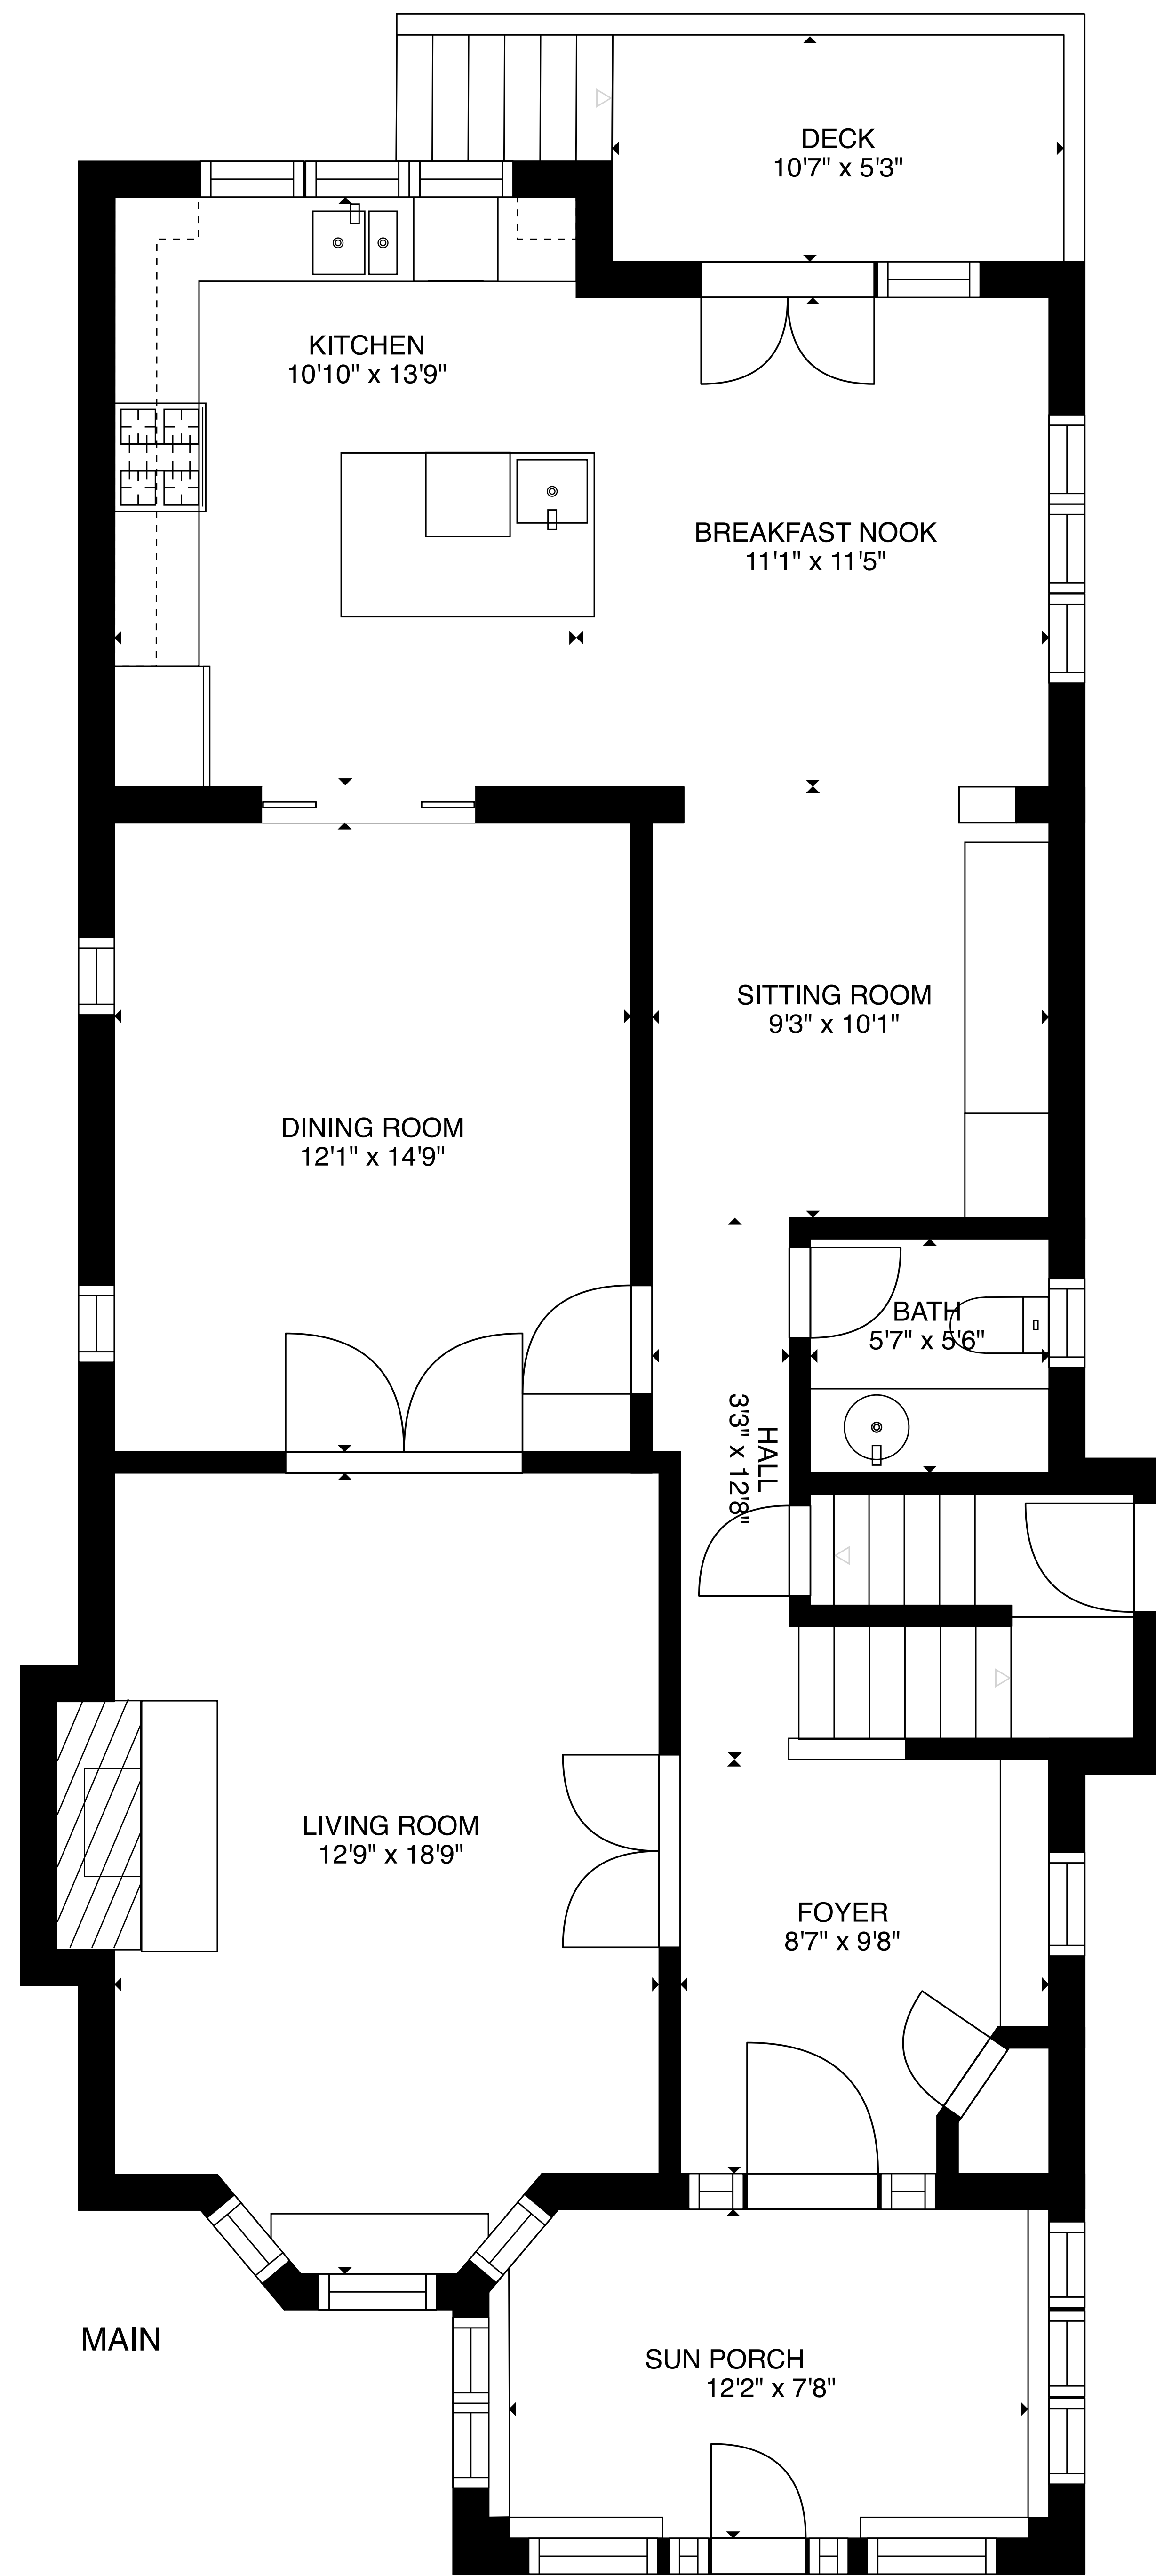 DECK
10'7" x 5'3"
KITCHEN
10'10" x 13'9"
BREAKFAST NOOK
11'1" x 11'5"
SITTING ROOM
9'3" x 10'1"
DINING ROOM
12'1" x 14'9"
BATH
5'7" x 5'6"
HALL
3'3" x 12'8"
LIVING ROOM
12'9" x 18'9"
FOYER
8'7" x 9'8"
MAIN
SUN PORCH
12'2" x 7'8"